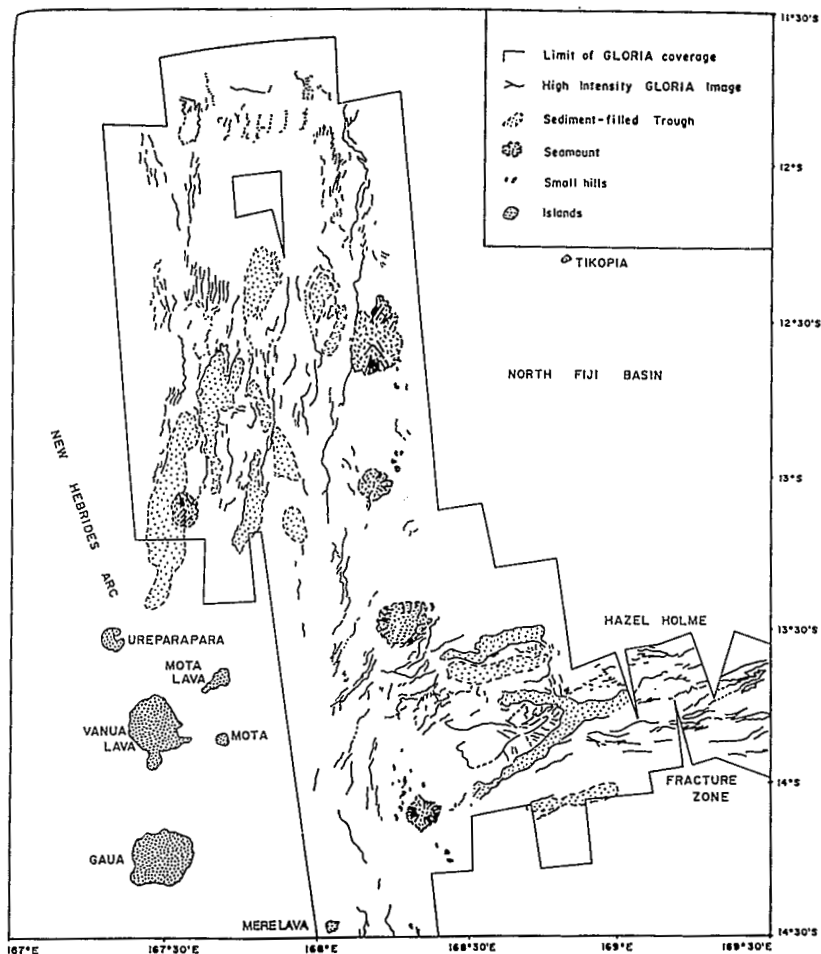 11°30'S
Limit of GLORIA coverage
High Intensity GLORIA Image
Sediment-filled Trough
Seamount
Small hills
Islands
12°S
TIKOPIA
12°30'S
NORTH FIJI BASIN
NEW HEBRIDES ARC
13°S
13°30'S
HAZEL HOLME
UREPARAPARA
MOTA
LAVA
VANUA
LAVA
MOTA
14°S
FRACTURE
ZONE
GAUA
MERE LAVA
14°30'S
167°E
167°30'E
168°E
168°30'E
169°E
169°30'E